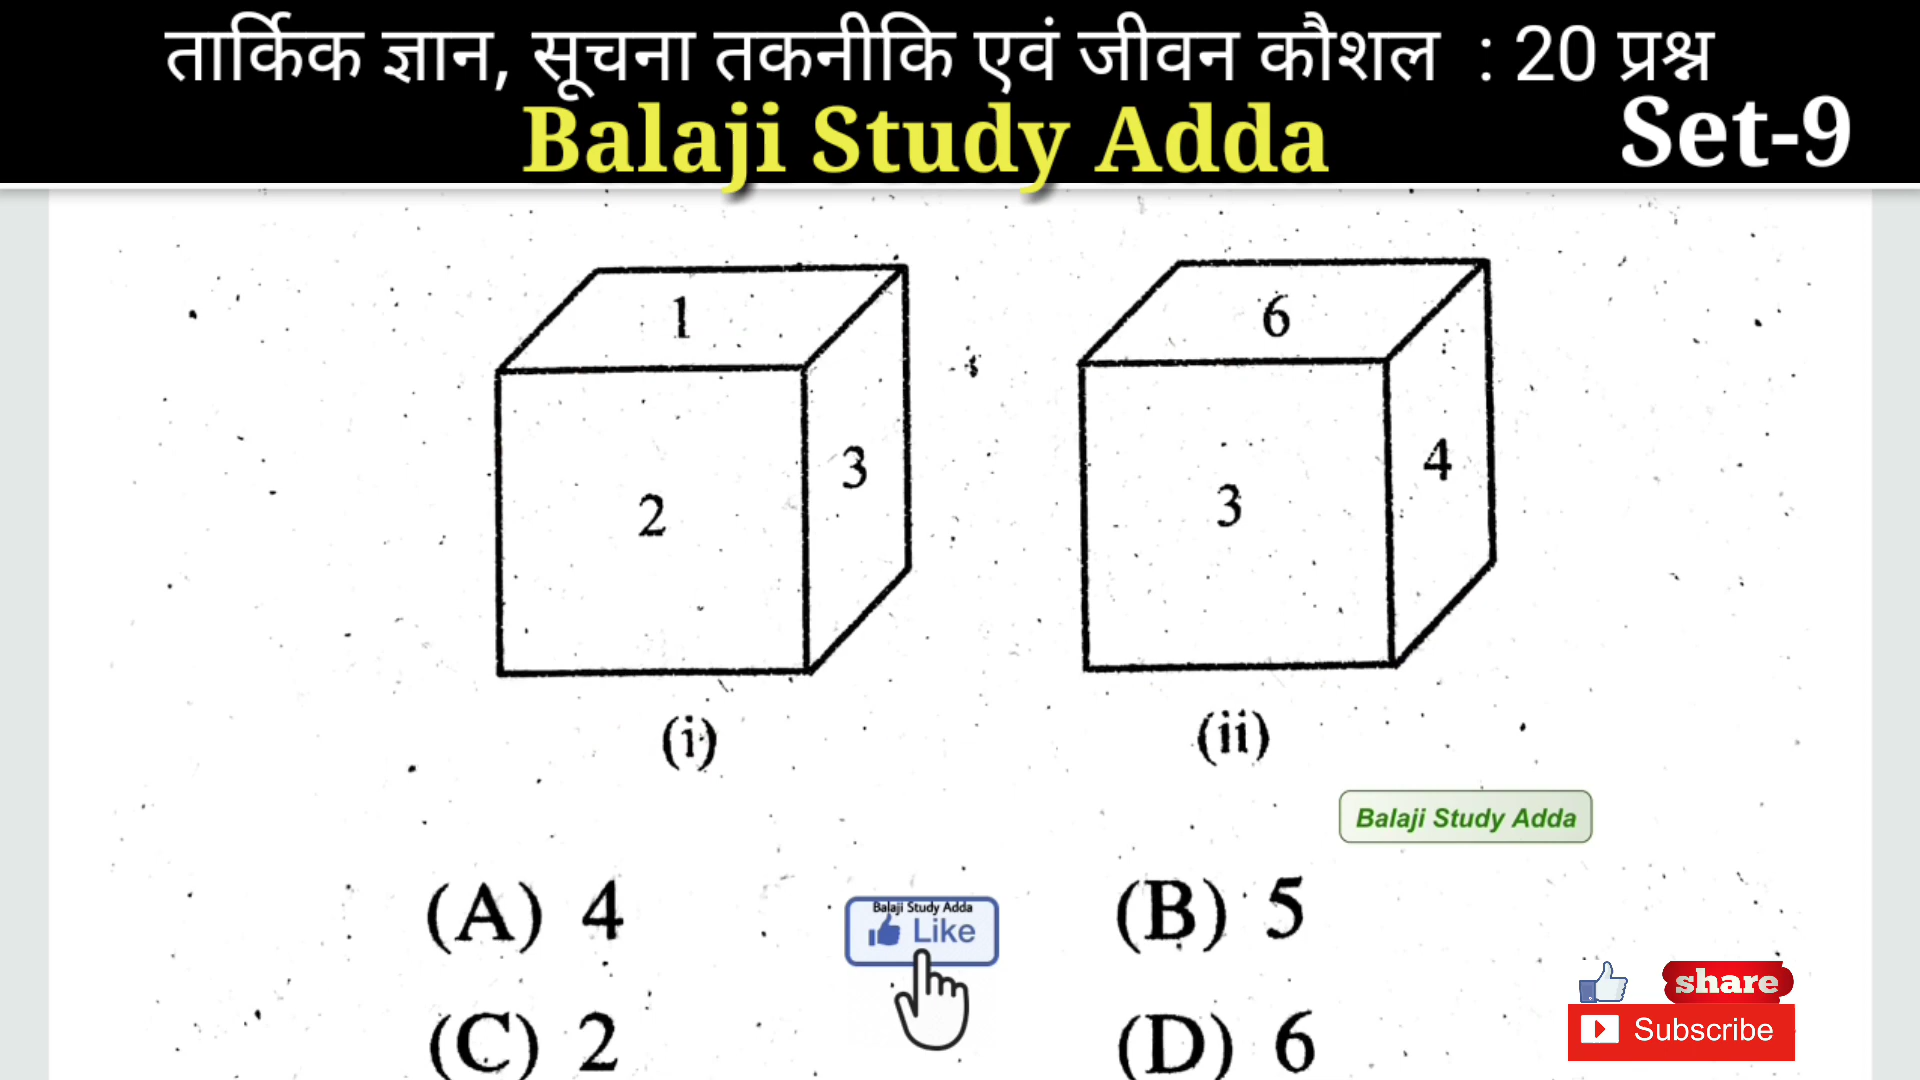 तार्किक ज्ञान, सूचना तकनीकि एवं जीवन कौशल : 20 प्रश्न
Balaji Study Adda
Set-9
1
2
3
6
3
4
(i)
(ii)
Balaji Study Adda
(A) 4
(B) 5
Balaji Study Adda
Like
(C) 2
(D) 6
share
Subscribe